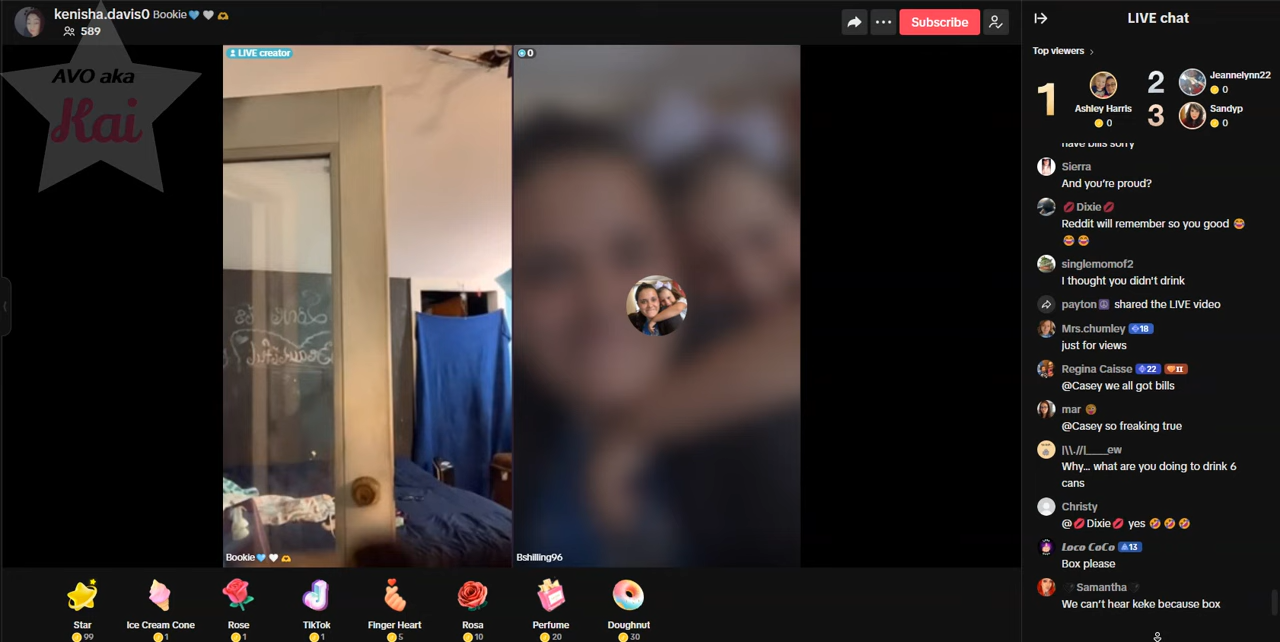 kenisha.davis0 Bookie💙🤍🫶
589
Subscribe
AVO aka
Kai
LIVE creator
0
Bookie💙🤍🫶
Bshilling96
Star
99
Ice Cream Cone
1
Rose
1
TikTok
1
Finger Heart
5
Rosa
10
Perfume
20
Doughnut
30
LIVE chat
Top viewers
1
Ashley Harris
0
2
Jeannelynn22
0
3
Sandyp
0
have bills sorry
Sierra
And you're proud?
💋Dixie💋
Reddit will remember so you good 😂
😂😂
singlemomof2
I thought you didn't drink
payton☮️ shared the LIVE video
Mrs.chumley 18
just for views
Regina Caisse 22 II
@Casey we all got bills
mar
@Casey so freaking true
|\\.//|____ew
Why... what are you doing to drink 6
cans
Christy
@💋Dixie💋 yes 🤣🤣🤣
Loco CoCo 13
Box please
🖤Samantha🖤
We can't hear keke because box